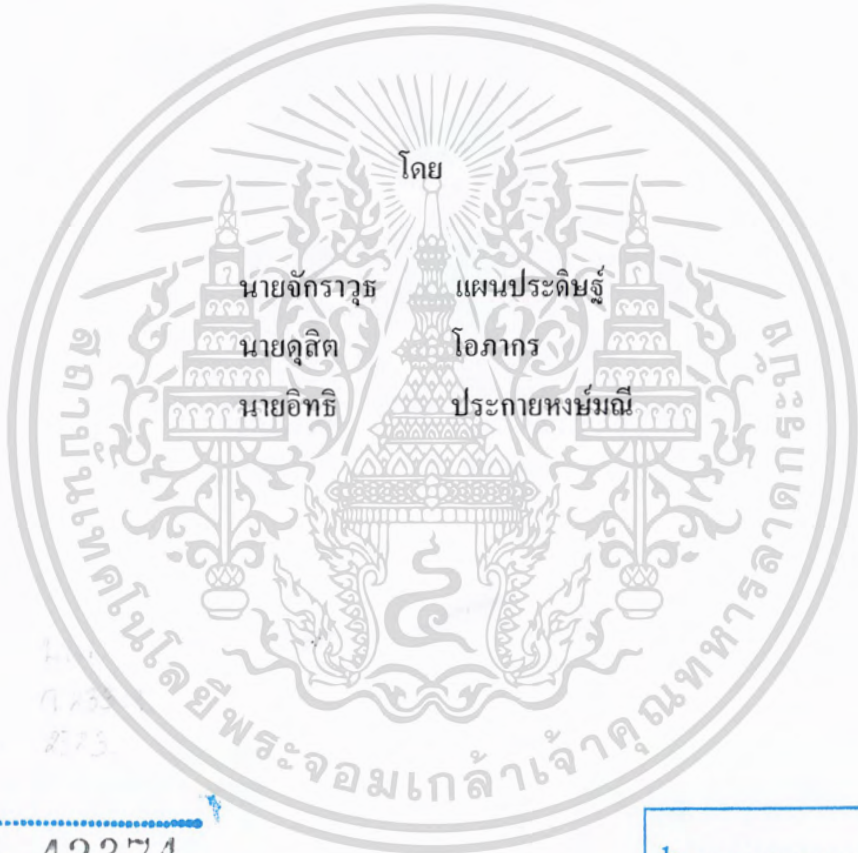 โดย
นายจักราวุธ แผนประดิษฐ์
นายดุสิต โอภากร
นายอิทธิ ประกายหงษ์มณี
สถาบันเทคโนโลยีพระจอมเกล้าเจ้าคุณทหารลาดกระบัง